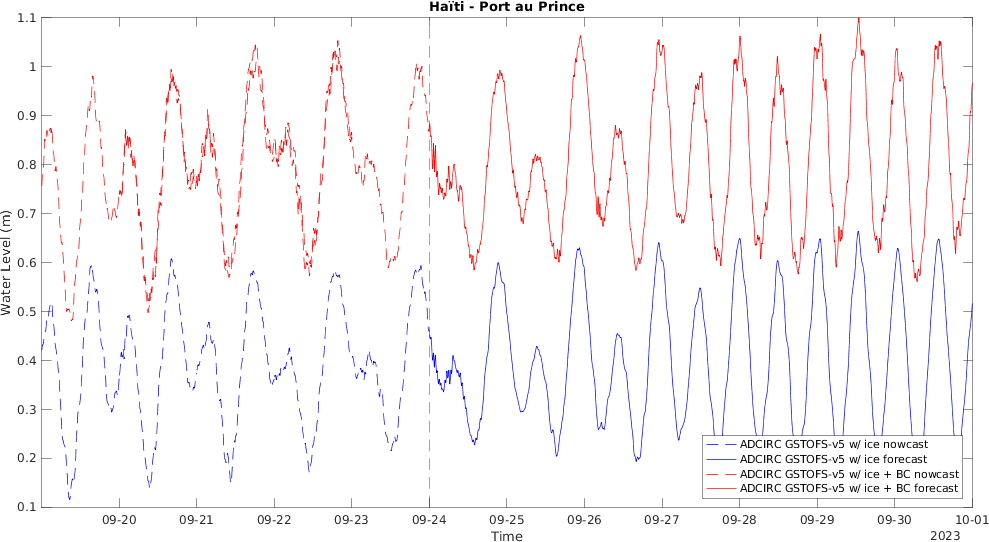 Haïti - Port au Prince
Water Level (m)
1.1
1
0.9
0.8
0.7
0.6
0.5
0.4
0.3
0.2
0.1
ADCIRC GSTOFS-v5 w/ ice nowcast
ADCIRC GSTOFS-v5 w/ ice forecast
ADCIRC GSTOFS-v5 w/ ice + BC nowcast
ADCIRC GSTOFS-v5 w/ ice + BC forecast
09-20 09-21 09-22 09-23 09-24 09-25 09-26 09-27 09-28 09-29 09-30 10-01
Time
2023